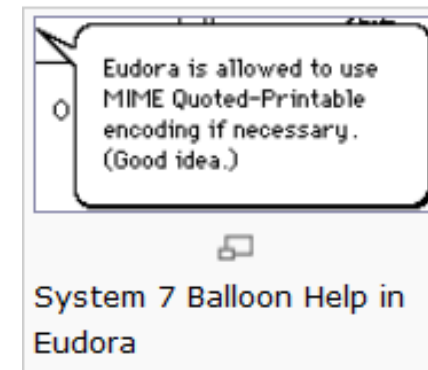 Eudora is allowed to use
MIME Quoted-Printable
encoding if necessary.
(Good idea.)
System 7 Balloon Help in
Eudora